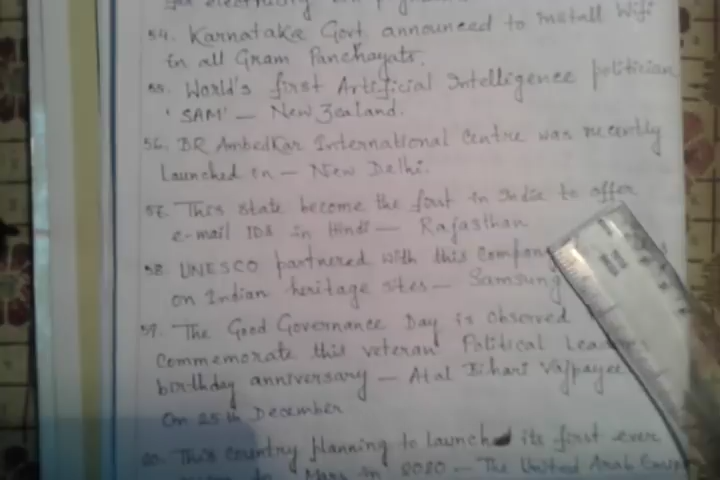 for electricity
54. Karnataka Govt announced to install Wifi
in all Gram Panchayats.
55. World's first Artificial Intelligence politician
'SAM' — New Zealand.
56. BR Ambedkar International Centre was recently
Launched in — New Delhi.
57. This state become the first in India to offer
e-mail IDs in Hindi — Rajasthan
58. UNESCO partnered with this
on Indian heritage sites — Samsung
59. The Good Governance Day is observed
commemorate this veteran Political
birthday anniversary — Atal Bihari Vajpayee
On 25th December
60. This country planning to launch its first ever
to Mars in 2020 — The United Arab